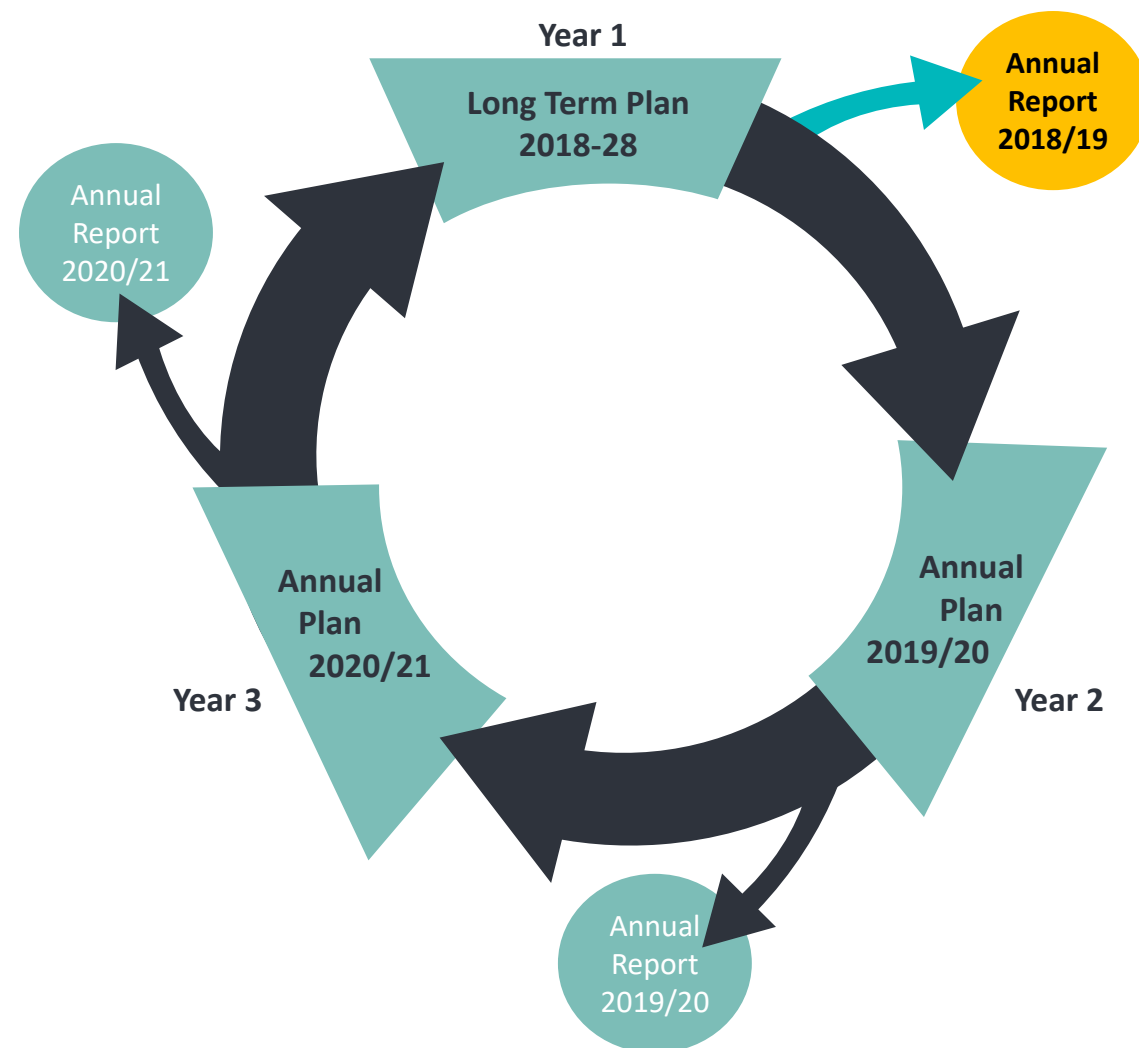 Year 1
Long Term Plan
2018-28
Annual
Report
2018/19
Annual
Plan
2019/20
Year 2
Annual
Report
2019/20
Annual
Plan
2020/21
Year 3
Annual
Report
2020/21